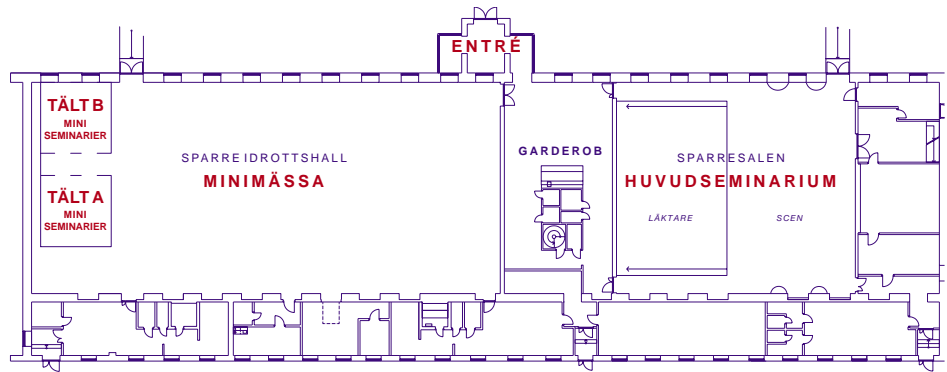 ENTRÉ
TÄLT B
MINI
SEMINARIER
TÄLT A
MINI
SEMINARIER
SPARRE IDROTTSHALL
MINIMÄSSA
GARDEROB
SPARRESALEN
HUVUDSEMINARIUM
LÄKTARE
SCEN